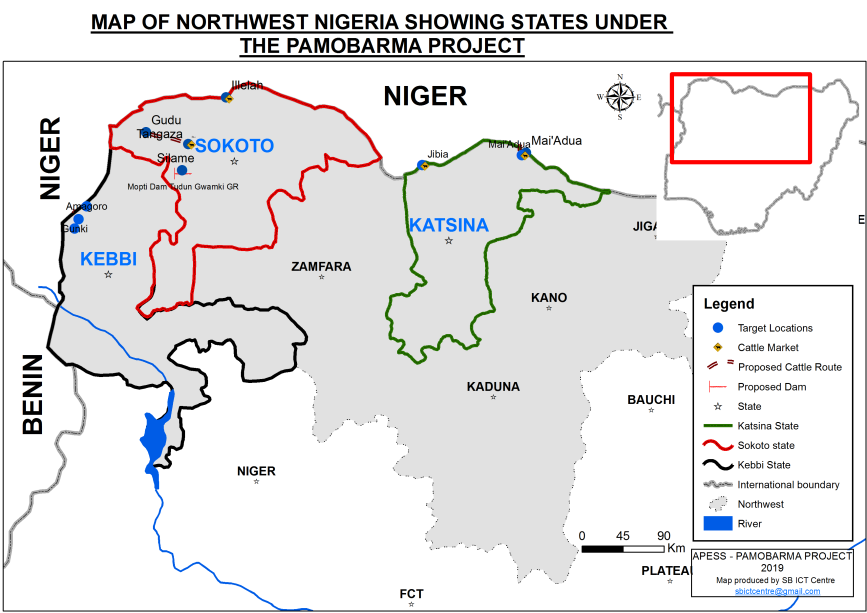 MAP OF NORTHWEST NIGERIA SHOWING STATES UNDER
THE PAMOBARMA PROJECT
NIGER
NIGER
BENIN
Illelah
Gudu
Tangaza
SOKOTO
Silame
Mopti Dam Tudun Gwamki GR
Amagoro
Gunki
KEBBI
Jibia
Mai'Adua
Mai'Adua
KATSINA
ZAMFARA
KANO
JIGA
KADUNA
BAUCHI
NIGER
FCT
PLATEAU
E
N
W
E
S
Legend
Target Locations
Cattle Market
Proposed Cattle Route
Proposed Dam
State
Katsina State
Sokoto state
Kebbi State
International boundary
Northwest
River
0 45 90
Km
APESS - PAMOBARMA PROJECT
2019
Map produced by SB ICT Centre
sbictcentre@gmail.com